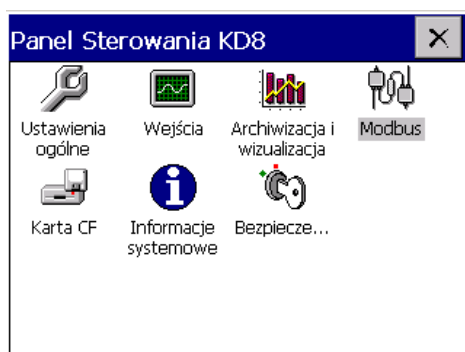 Panel Sterowania KD8
Ustawienia
ogólne
Wejścia
Archiwizacja i
wizualizacja
Modbus
Karta CF
Informacje
systemowe
Bezpiecze...